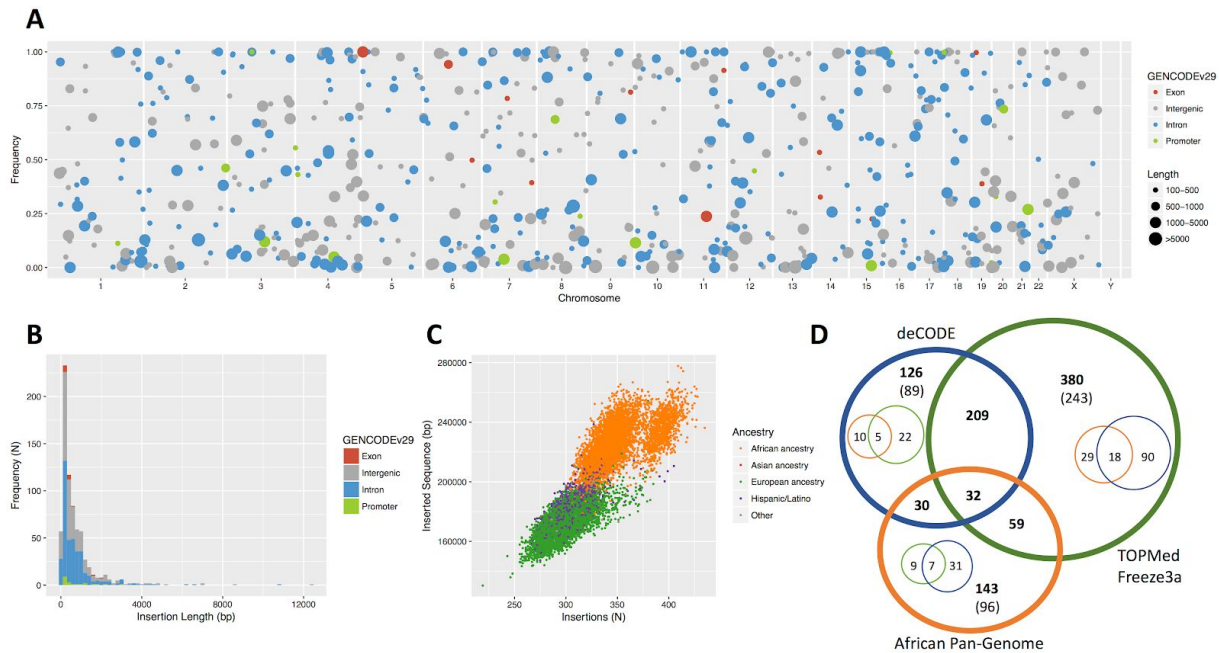 A
1.00
0.75
0.50
0.25
0.00
Frequency
1 2 3 4 5 6 7 8 9 10 11 12 13 14 15 16 17 18 19 20 21 22 X Y
Chromosome
GENCODEv29
Exon
Intergenic
Intron
Promoter
Length
100–500
500–1000
1000–5000
>5000
B
200
150
100
50
0
Frequency (N)
0 4000 8000 12000
Insertion Length (bp)
GENCODEv29
Exon
Intergenic
Intron
Promoter
C
280000
240000
200000
160000
Inserted Sequence (bp)
250 300 350 400
Insertions (N)
Ancestry
African ancestry
Asian ancestry
European ancestry
Hispanic/Latino
Other
D
deCODE
126
(89)
380
(243)
209
10 5 22
29 18 90
30
32
59
9 7 31
143
(96)
TOPMed
Freeze3a
African Pan-Genome